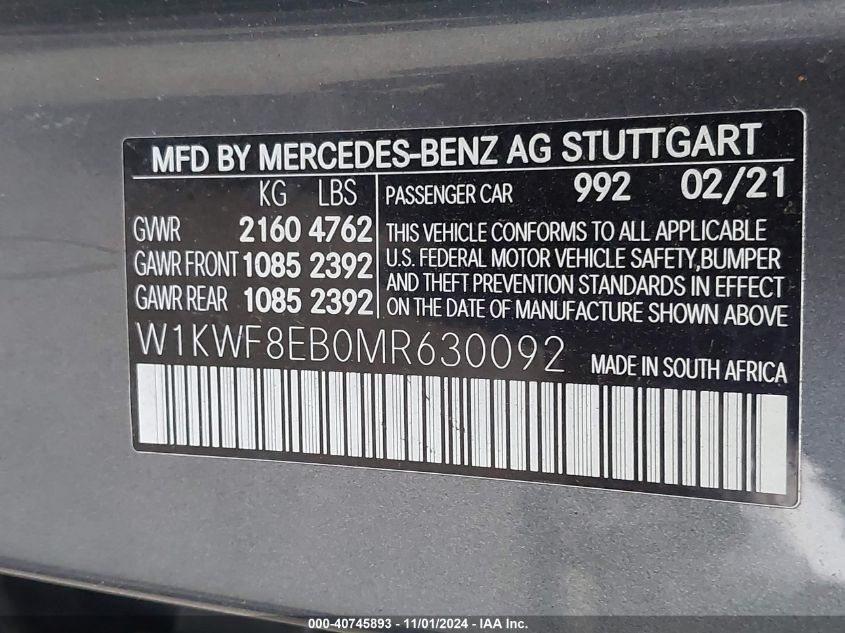 MFD BY MERCEDES-BENZ AG STUTTGART
KG LBS
GVWR 2160 4762
GAWR FRONT 1085 2392
GAWR REAR 1085 2392
PASSENGER CAR 992 02/21
THIS VEHICLE CONFORMS TO ALL APPLICABLE
U.S. FEDERAL MOTOR VEHICLE SAFETY,BUMPER
AND THEFT PREVENTION STANDARDS IN EFFECT
ON THE DATE OF MANUFACTURE SHOWN ABOVE
W1KWF8EB0MR630092
MADE IN SOUTH AFRICA
000-40745893 - 11/01/2024 - IAA Inc.